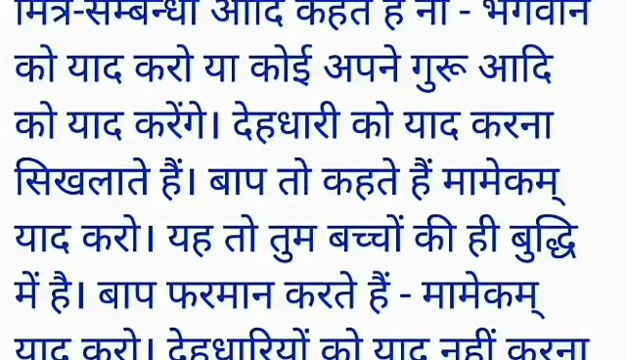 मित्र-सम्बन्धी आदि कहते हैं ना - भगवान
को याद करो या कोई अपने गुरू आदि
को याद करेंगे। देहधारी को याद करना
सिखलाते हैं। बाप तो कहते हैं मामेकम्
याद करो। यह तो तुम बच्चों की ही बुद्धि
में है। बाप फरमान करते हैं - मामेकम्
याद करो। देहधारियों को याद नहीं करना